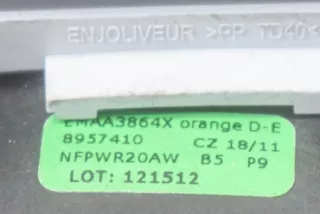 ENJOLIVEUR >PP TD40<
EMAA3864X orange D-E
8957410 CZ 18/11
NFPWR20AW B5 P9
LOT: 121512